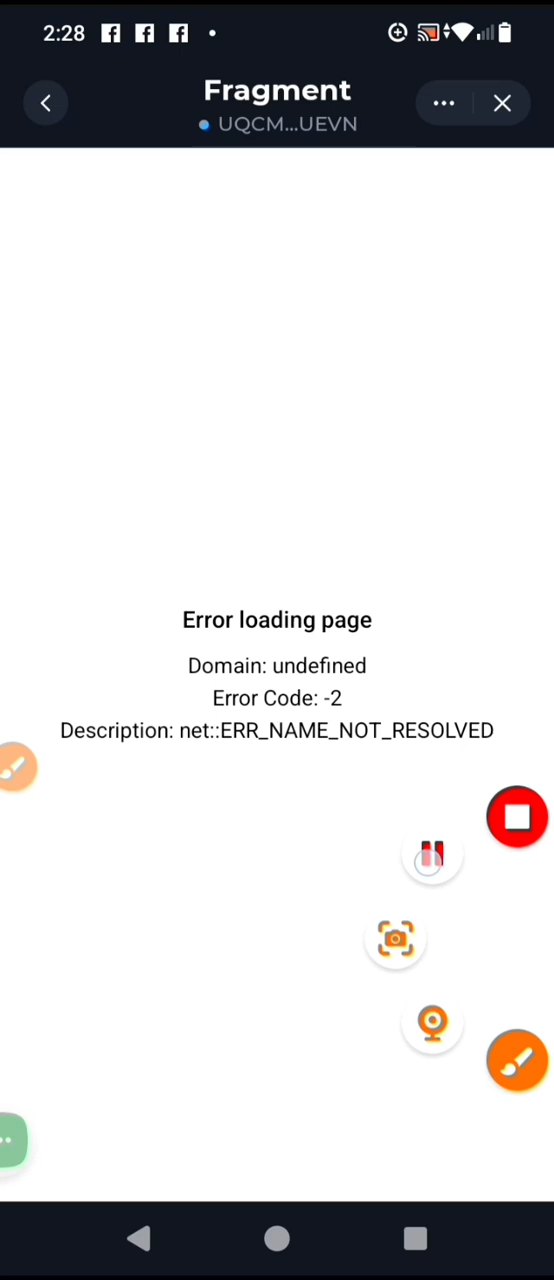 2:28
Fragment
UQCM...UEVN
Error loading page
Domain: undefined
Error Code: -2
Description: net::ERR_NAME_NOT_RESOLVED